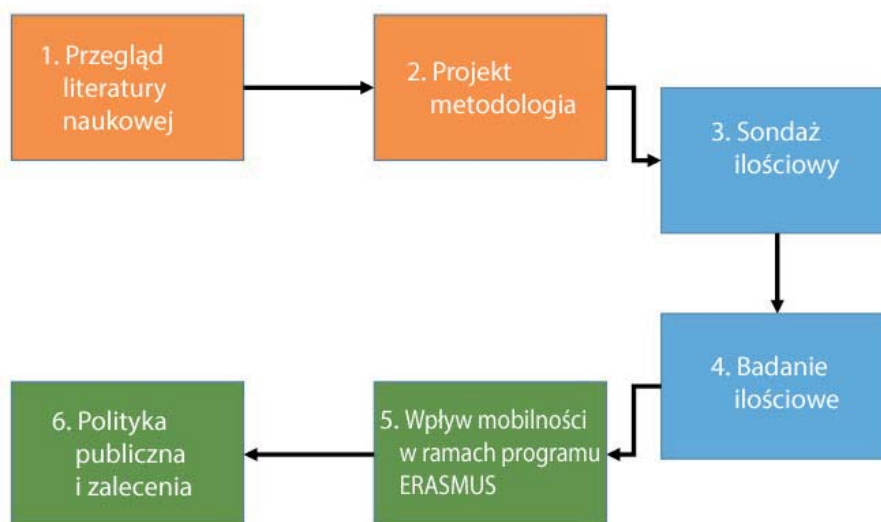 1. Przegląd
literatury
naukowej
2. Projekt
metodologia
3. Sondaż
ilościowy
4. Badanie
ilościowe
5. Wpływ mobilności
w ramach programu
ERASMUS
6. Polityka
publiczna
i zalecenia